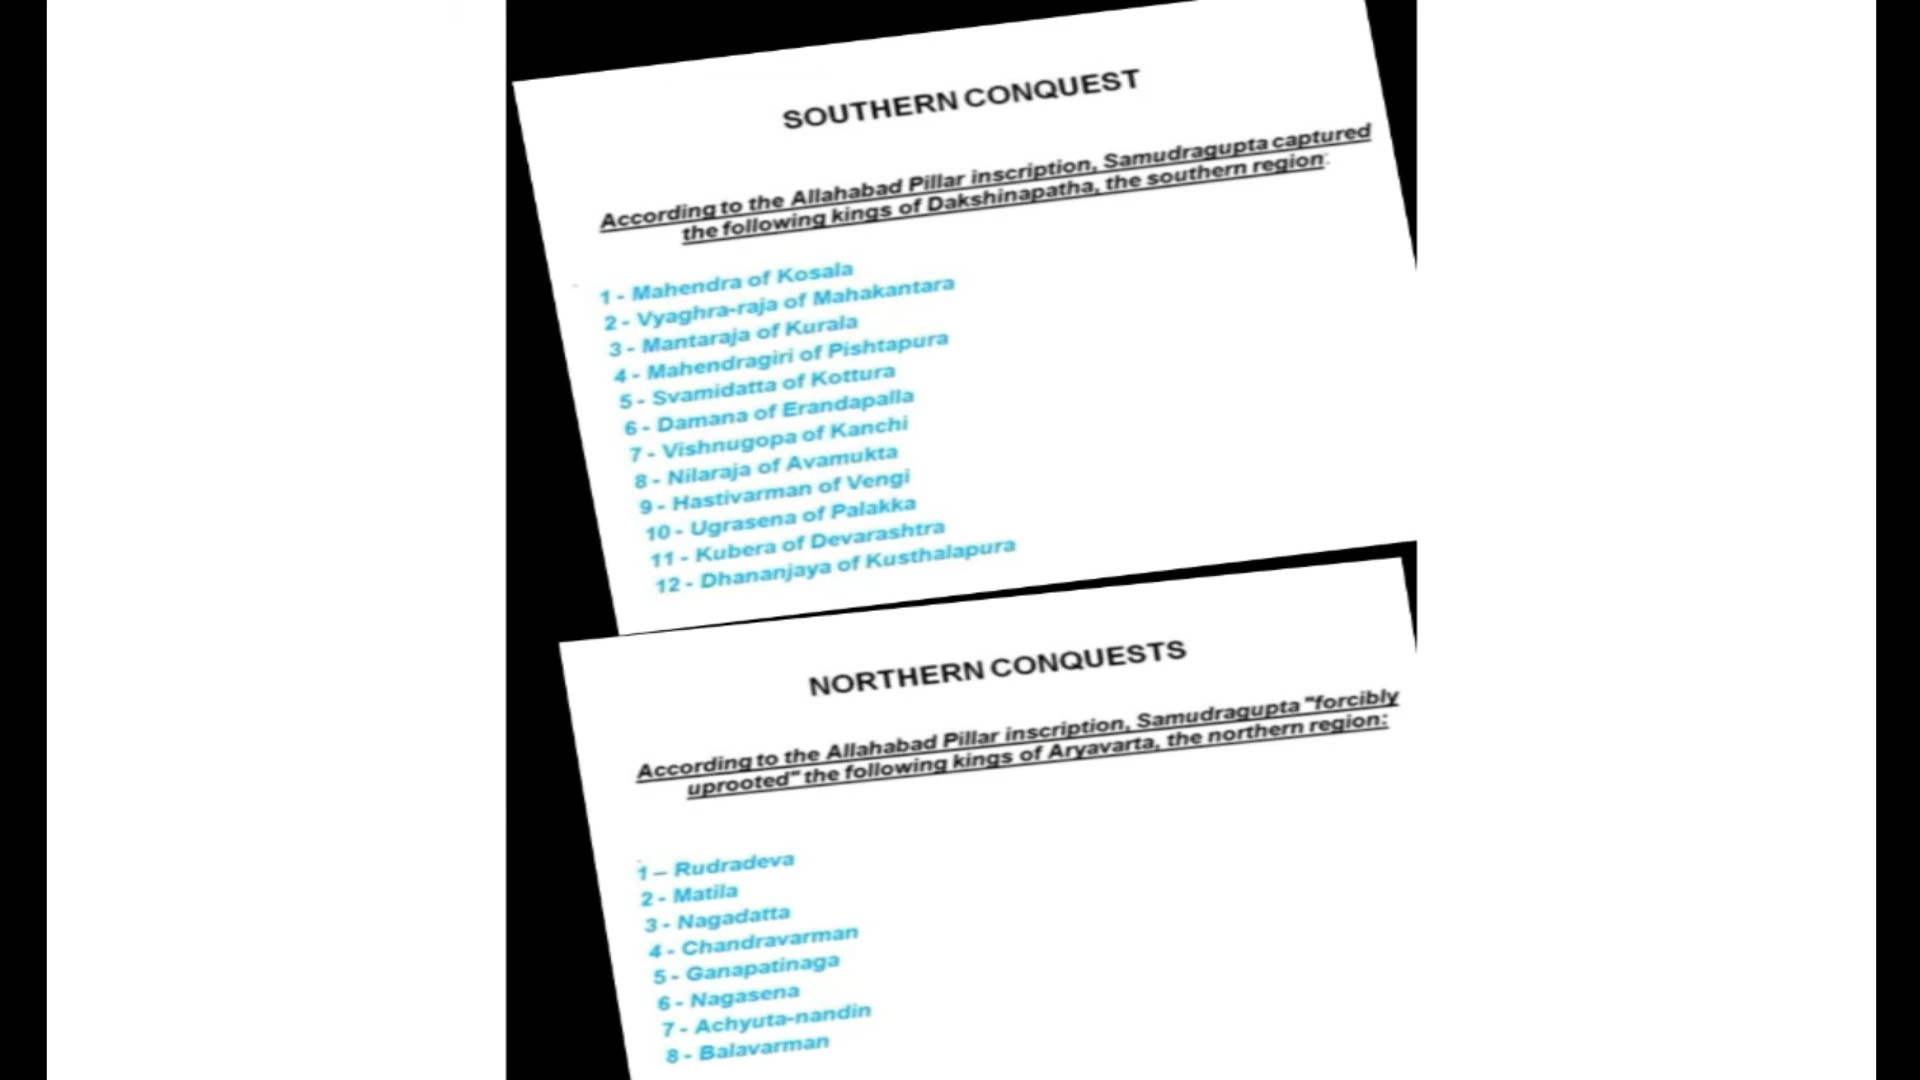 SOUTHERN CONQUEST
According to the Allahabad Pillar inscription, Samudragupta captured
the following kings of Dakshinapatha, the southern region:
1 - Mahendra of Kosala
2 - Vyaghra-raja of Mahakantara
3 - Mantaraja of Kurala
4 - Mahendragiri of Pishtapura
5 - Svamidatta of Kottura
6 - Damana of Erandapalla
7 - Vishnugopa of Kanchi
8 - Nilaraja of Avamukta
9 - Hastivarman of Vengi
10 - Ugrasena of Palakka
11 - Kubera of Devarashtra
12 - Dhananjaya of Kusthalapura
NORTHERN CONQUESTS
According to the Allahabad Pillar inscription, Samudragupta "forcibly
uprooted" the following kings of Aryavarta, the northern region:
1 – Rudradeva
2 - Matila
3 - Nagadatta
4 - Chandravarman
5 - Ganapatinaga
6 - Nagasena
7 - Achyuta-nandin
8 - Balavarman